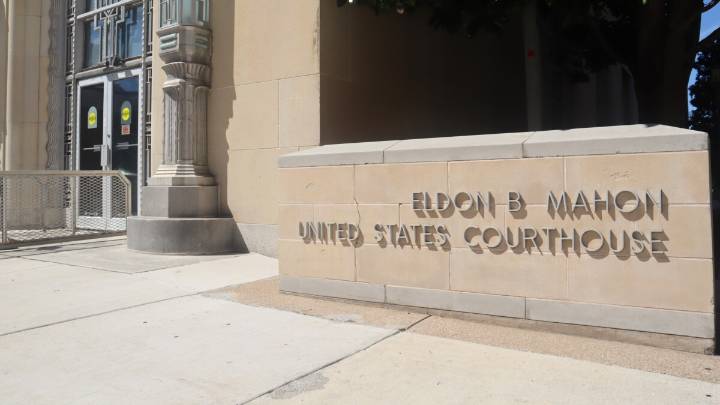 ELDON B MAHON
UNITED STATES COURTHOUSE